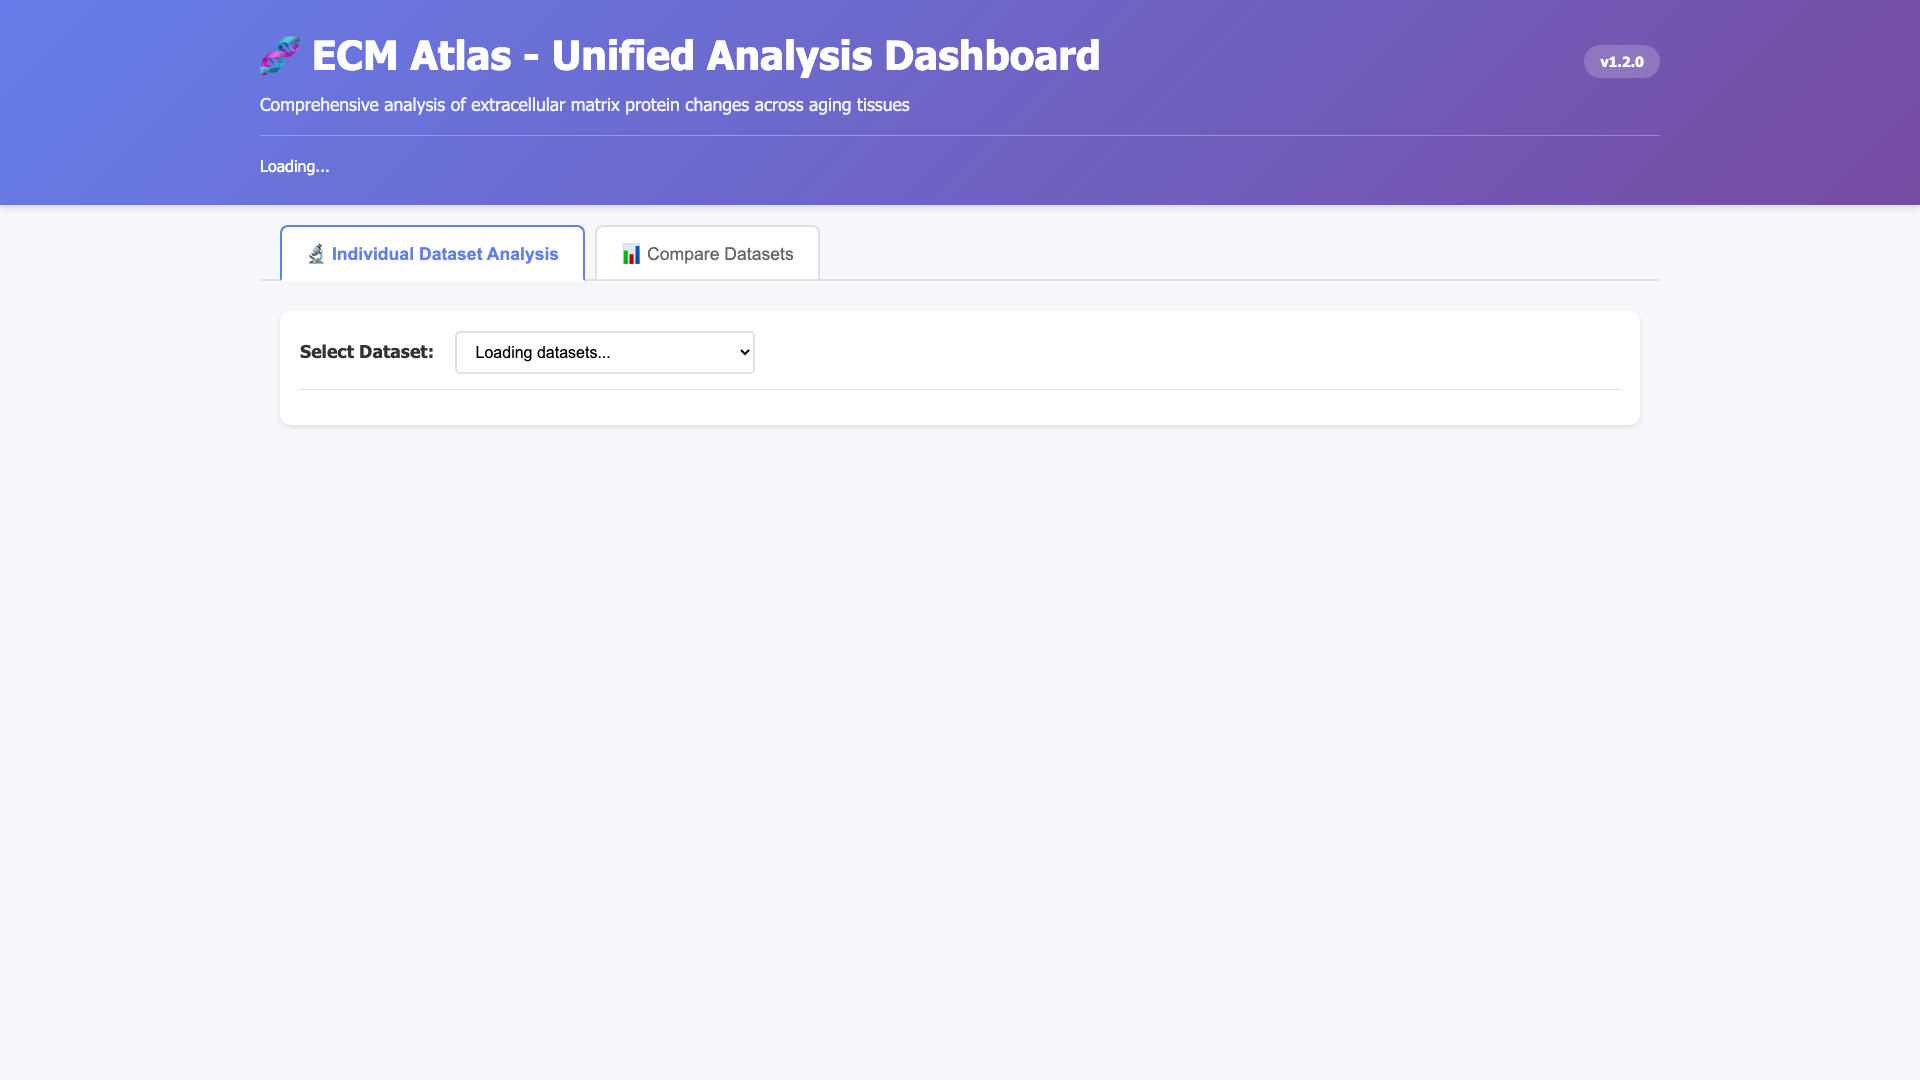 ECM Atlas - Unified Analysis Dashboard
v1.2.0
Comprehensive analysis of extracellular matrix protein changes across aging tissues
Loading...
Individual Dataset Analysis
Compare Datasets
Select Dataset:
Loading datasets...